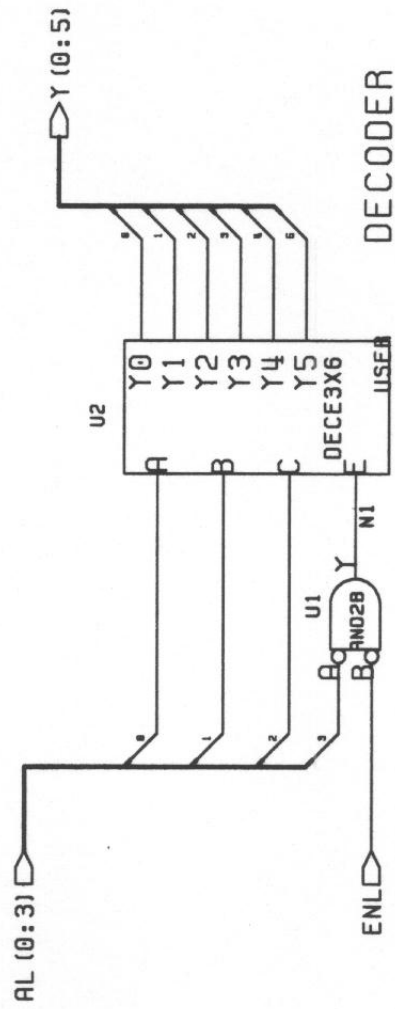 AL(0:3)
Y(0:5)
0
1
2
3
0
1
2
3
4
5
U2
A
B
C
E
Y0
Y1
Y2
Y3
Y4
Y5
DECE3X6
USER
U1
A
B
AND2B
Y
N1
ENL
DECODER